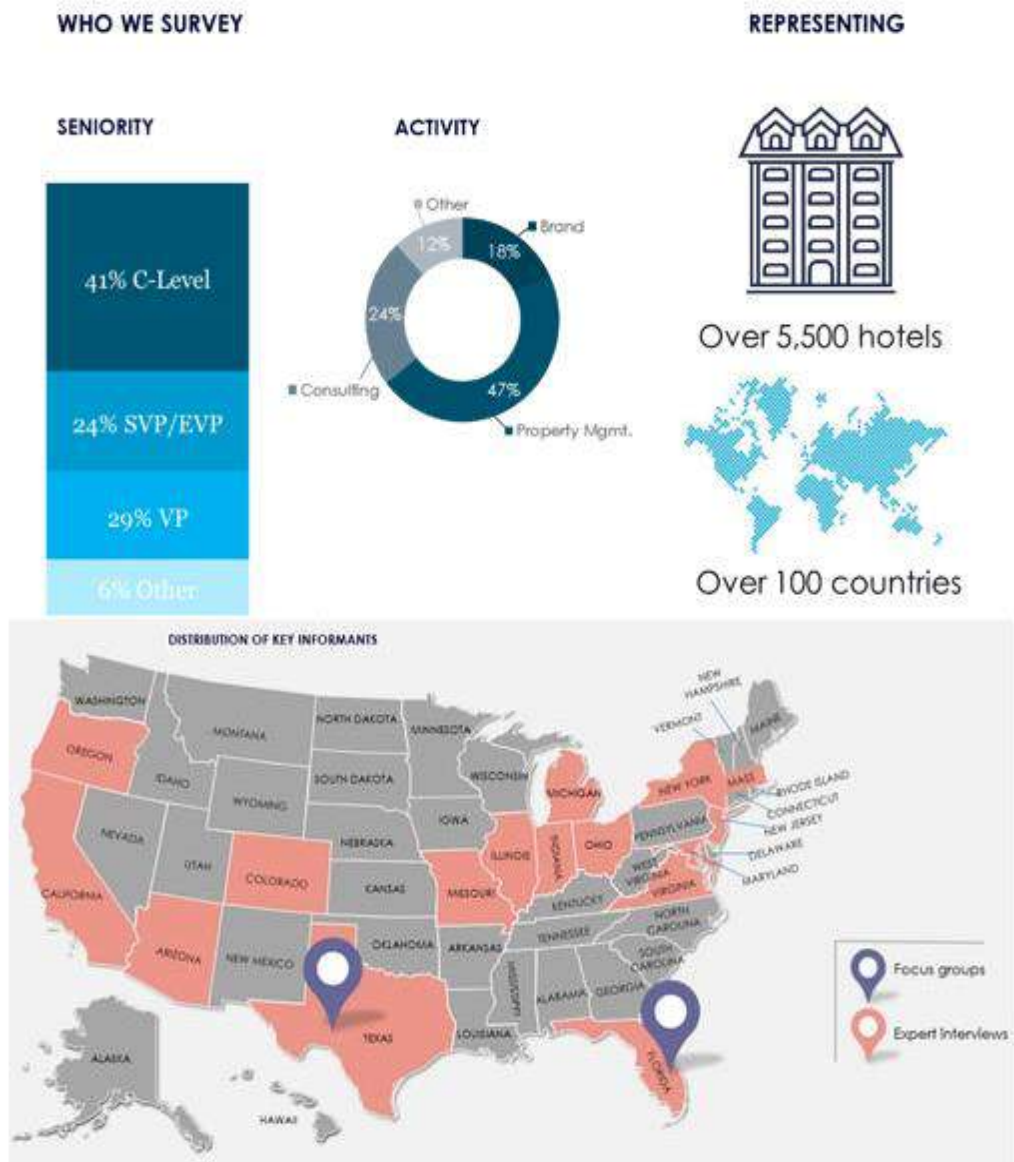 WHO WE SURVEY
REPRESENTING
SENIORITY
ACTIVITY
41% C-Level
24% SVP/EVP
29% VP
6% Other
Other
12%
Brand
18%
24%
Consulting
47%
Property Mgmt.
Over 5,500 hotels
Over 100 countries
DISTRIBUTION OF KEY INFORMANTS
WASHINGTON
OREGON
CALIFORNIA
NEVADA
IDAHO
MONTANA
WYOMING
UTAH
COLORADO
ARIZONA
NEW MEXICO
NORTH DAKOTA
SOUTH DAKOTA
NEBRASKA
KANSAS
OKLAHOMA
TEXAS
MINNESOTA
IOWA
MISSOURI
ARKANSAS
LOUISIANA
WISCONSIN
ILLINOIS
MICHIGAN
INDIANA
OHIO
KENTUCKY
TENNESSEE
MISSISSIPPI
ALABAMA
GEORGIA
FLORIDA
SOUTH
CAROLINA
NORTH
CAROLINA
VIRGINIA
WEST
VIRGINIA
PENNSYLVANIA
NEW YORK
VERMONT
NEW
HAMPSHIRE
MAINE
MASS
RHODE ISLAND
CONNECTICUT
NEW JERSEY
DELAWARE
MARYLAND
ALASKA
HAWAII
Focus groups
Expert Interviews